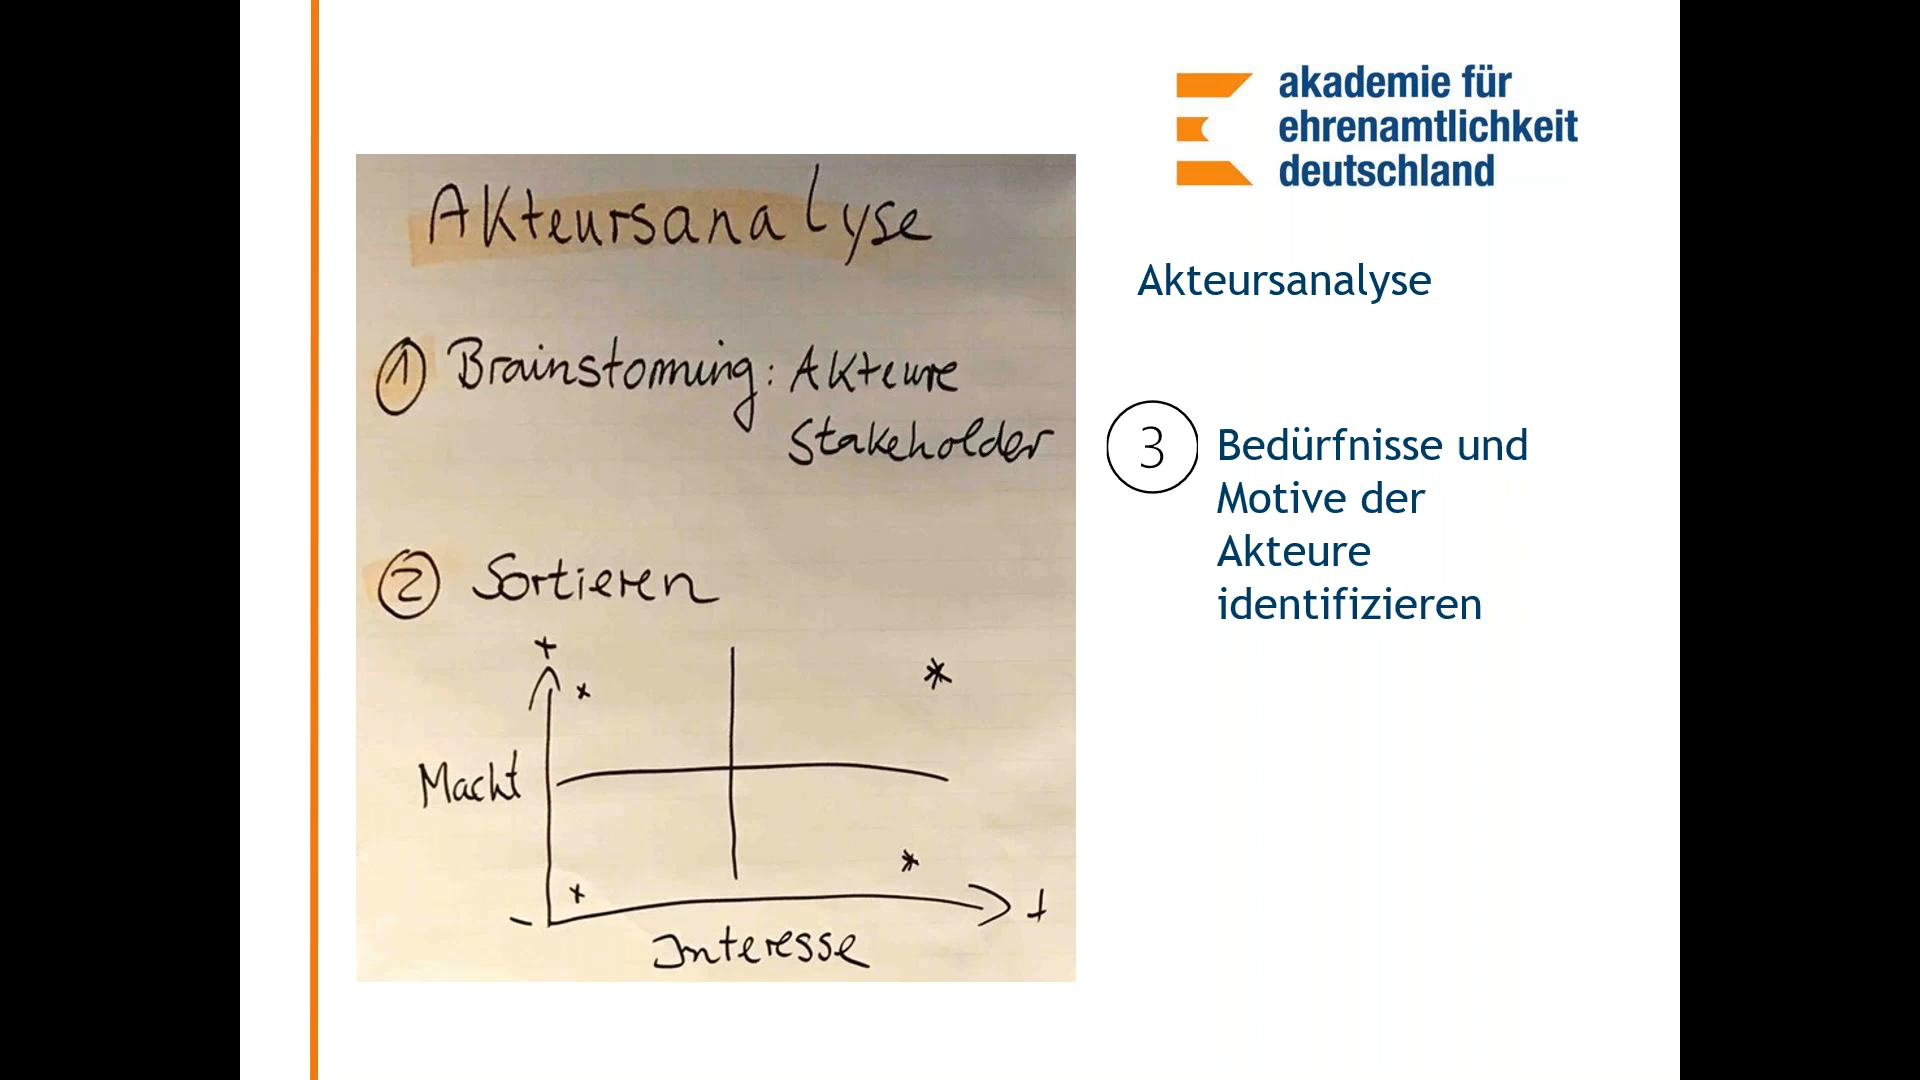 akademie für
ehrenamtlichkeit
deutschland
Akteursanalyse
Akteursanalyse
1 Brainstorming: Akteure
Stakeholder
2 Sortieren
+
Macht
-
+
Interesse
3 Bedürfnisse und
Motive der
Akteure
identifizieren